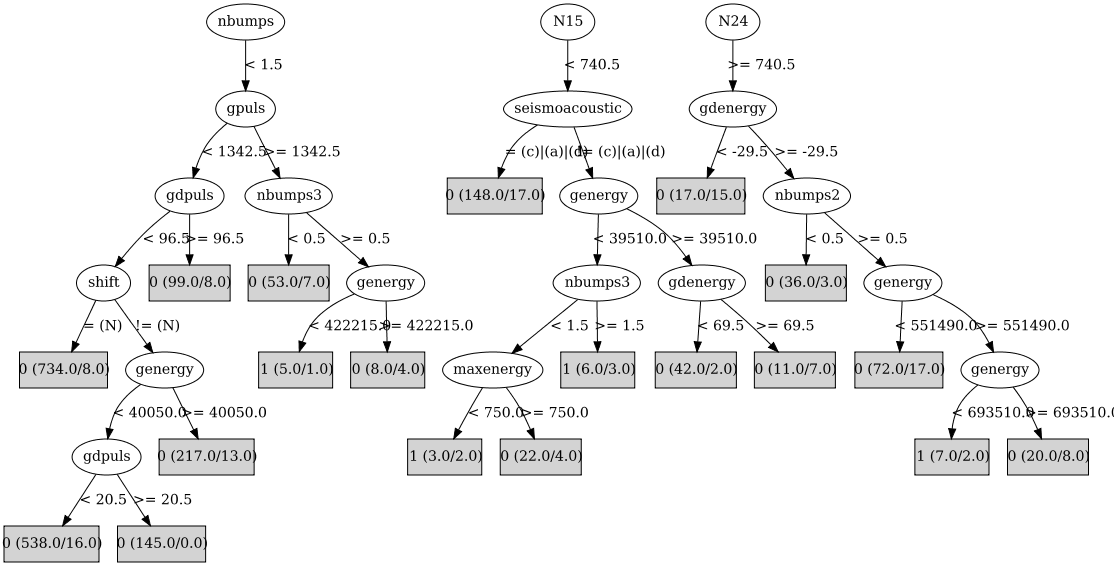 nbumps N15 N24
< 1.5 < 740.5 >= 740.5
gpuls seismoacoustic gdenergy
< 1342.5 >= 1342.5 = (c)|(a)|(d) != (c)|(a)|(d) < -29.5 >= -29.5
gdpuls nbumps3 0 (148.0/17.0) genergy 0 (17.0/15.0) nbumps2
< 96.5 >= 96.5 < 0.5 >= 0.5 < 39510.0 >= 39510.0 < 0.5 >= 0.5
shift 0 (99.0/8.0) 0 (53.0/7.0) genergy nbumps3 gdenergy 0 (36.0/3.0) genergy
= (N) != (N) < 422215.0 >= 422215.0 < 1.5 >= 1.5 < 69.5 >= 69.5 < 551490.0 >= 551490.0
0 (734.0/8.0) genergy 1 (5.0/1.0) 0 (8.0/4.0) maxenergy 1 (6.0/3.0) 0 (42.0/2.0) 0 (11.0/7.0) 0 (72.0/17.0) genergy
< 40050.0 >= 40050.0 < 750.0 >= 750.0 < 693510.0 >= 693510.0
gdpuls 0 (217.0/13.0) 1 (3.0/2.0) 0 (22.0/4.0) 1 (7.0/2.0) 0 (20.0/8.0)
< 20.5 >= 20.5
0 (538.0/16.0) 0 (145.0/0.0)